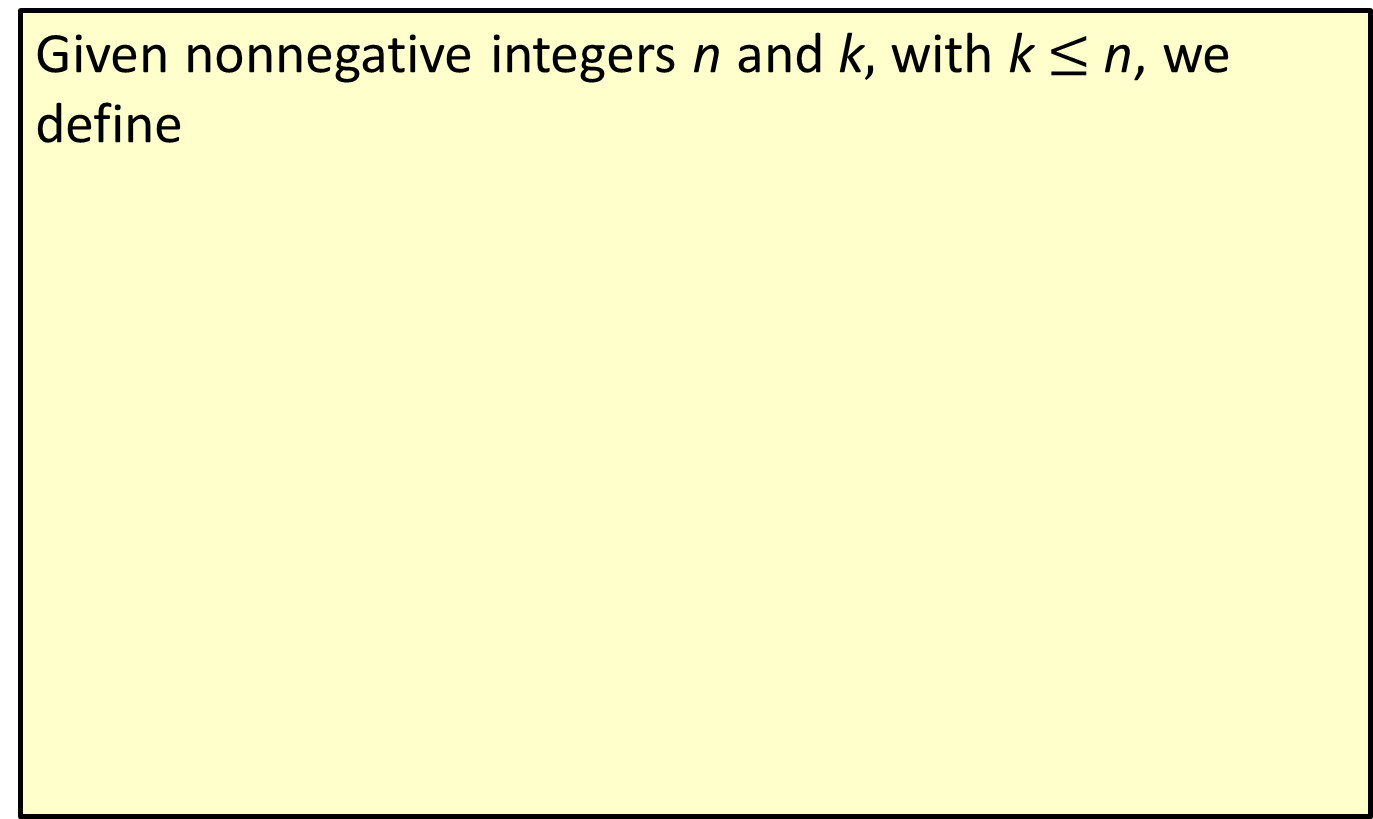 Given nonnegative integers n and k, with k ≤ n, we
define